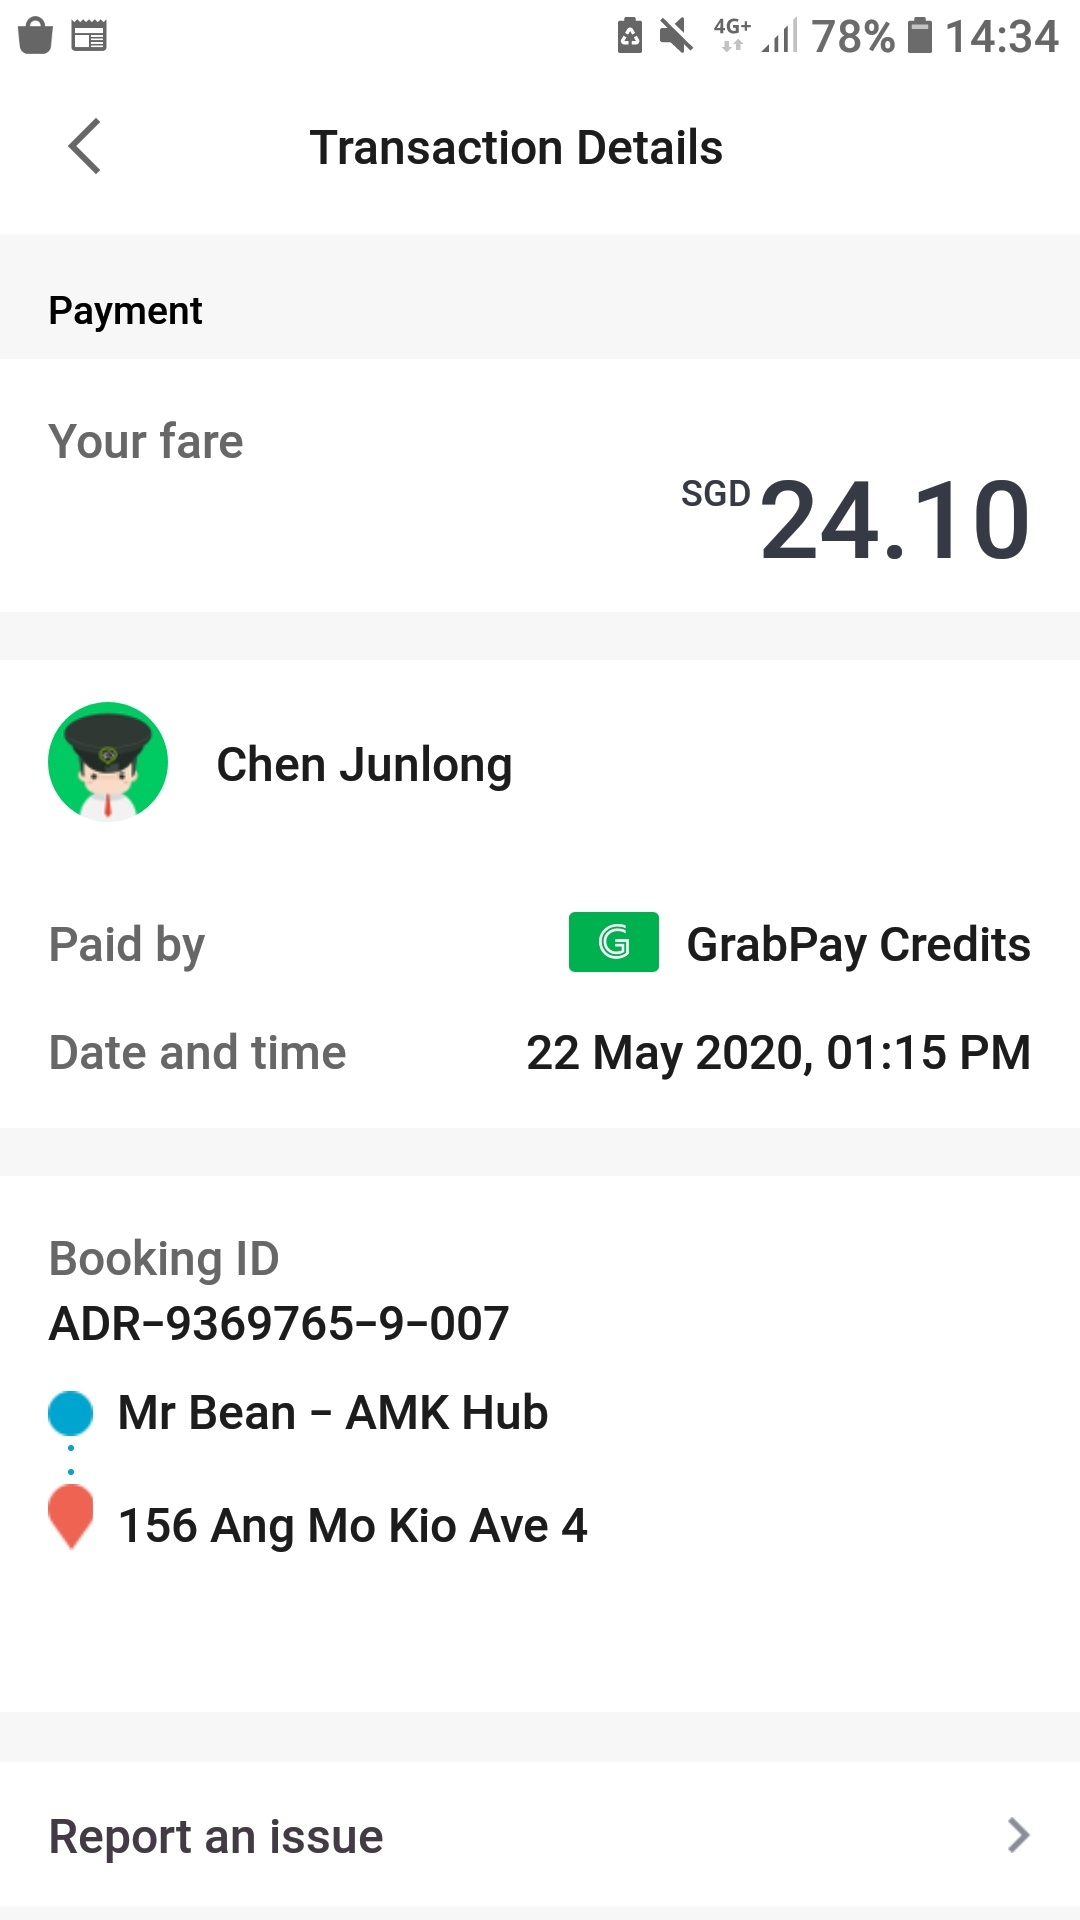 4G+ 78% 14:34
Transaction Details
Payment
Your fare
SGD 24.10
Chen Junlong
Paid by G GrabPay Credits
Date and time 22 May 2020, 01:15 PM
Booking ID
ADR-9369765-9-007
Mr Bean - AMK Hub
156 Ang Mo Kio Ave 4
Report an issue